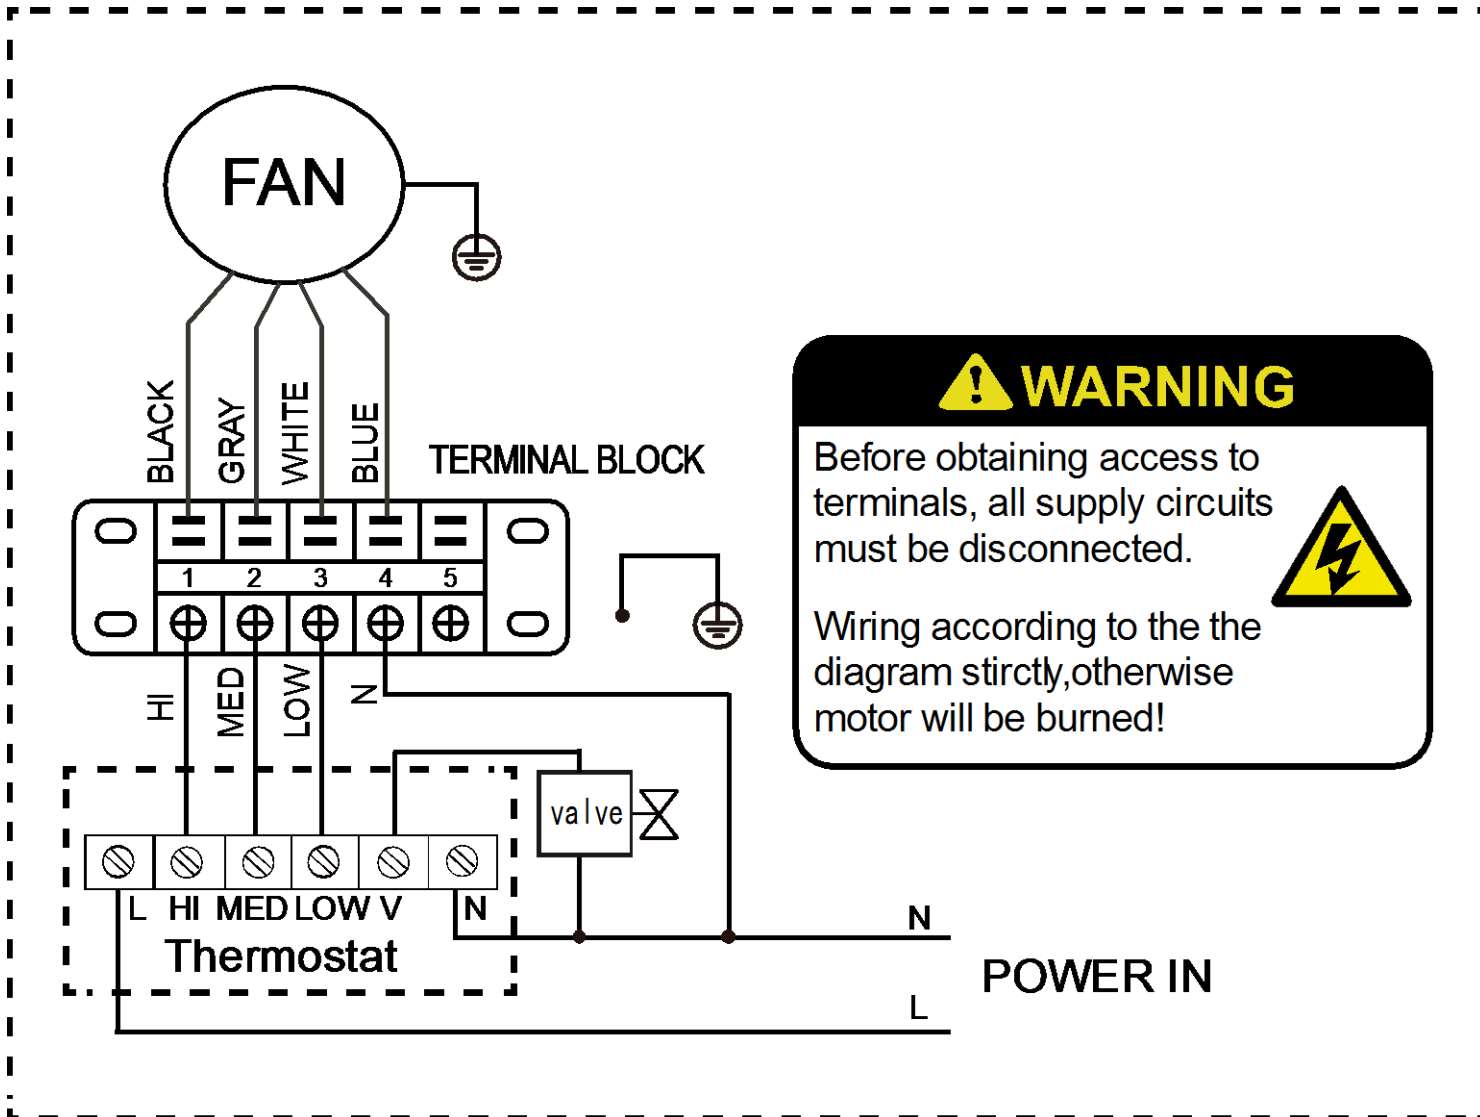 FAN
BLACK
GRAY
WHITE
BLUE
TERMINAL BLOCK
1 2 3 4 5
HI
MED
LOW
N
valve
L HI MED LOW V N
Thermostat
N
POWER IN
L
WARNING
Before obtaining access to
terminals, all supply circuits
must be disconnected.
Wiring according to the the
diagram stirctly,otherwise
motor will be burned!